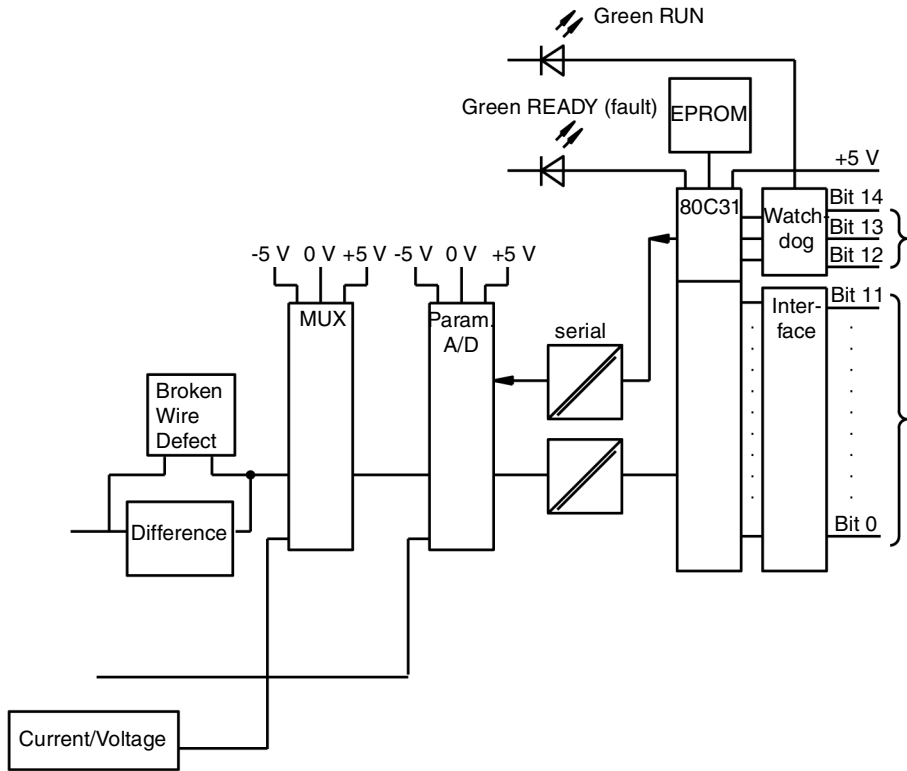 Green RUN
Green READY (fault)
EPROM
+5 V
80C31
Watch-
dog
Bit 14
Bit 13
Bit 12
-5 V 0 V +5 V
-5 V 0 V +5 V
MUX
Param.
A/D
serial
Inter-
face
Bit 11
Broken
Wire
Defect
Difference
Bit 0
Current/Voltage